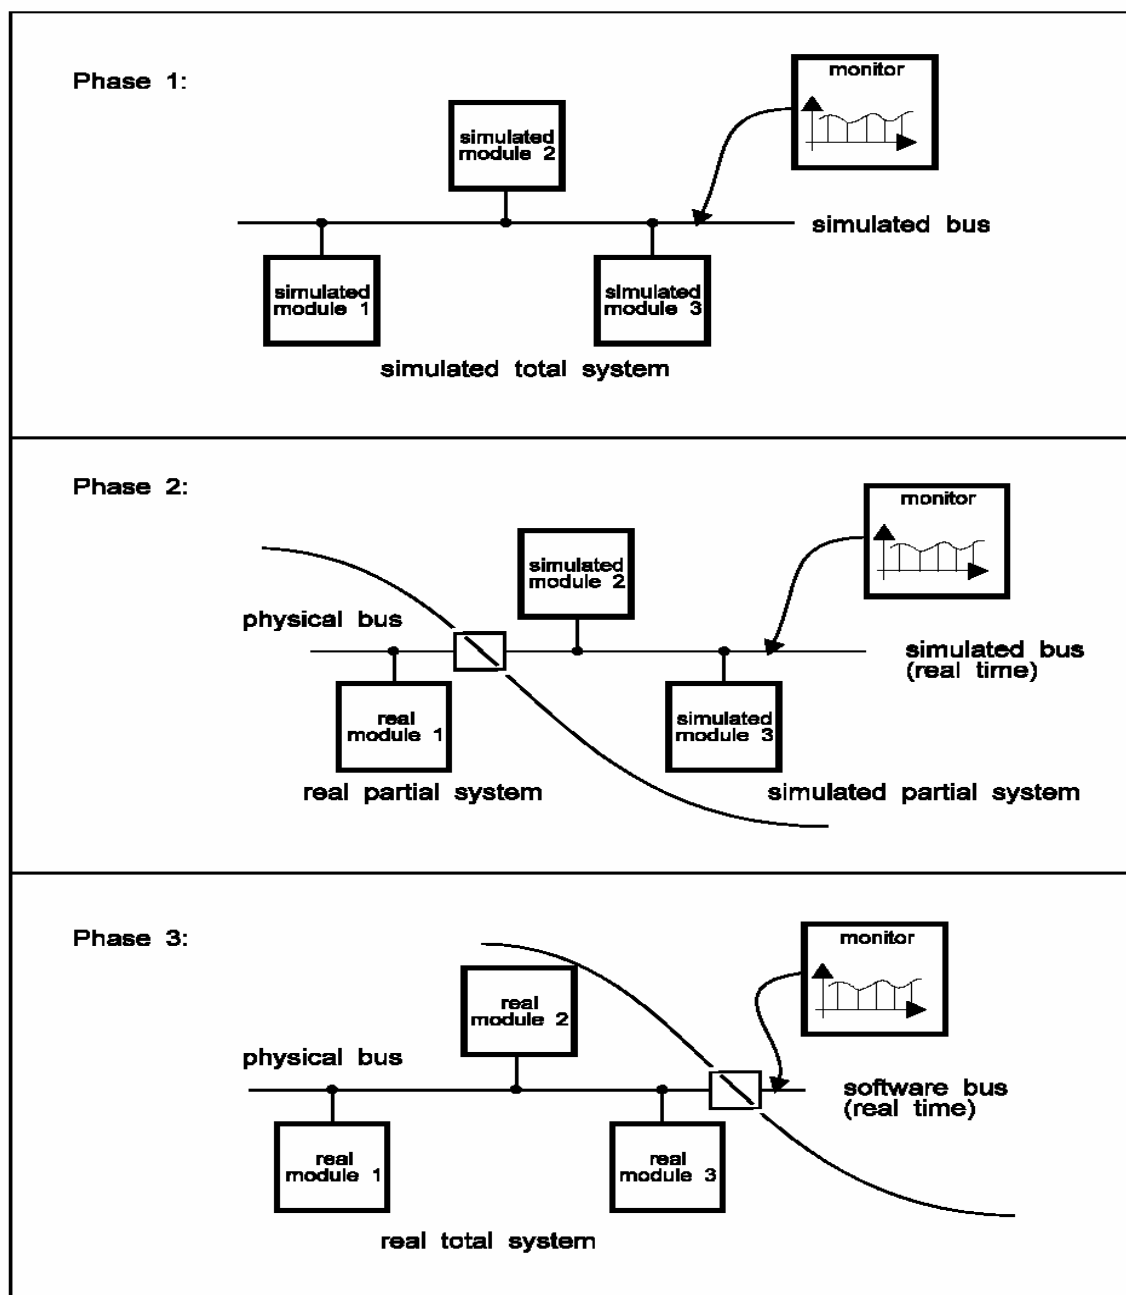 Phase 1:
monitor
simulated
module 2
simulated bus
simulated
module 1
simulated
module 3
simulated total system
Phase 2:
monitor
simulated
module 2
physical bus
simulated bus
(real time)
real
module 1
simulated
module 3
real partial system
simulated partial system
Phase 3:
monitor
real
module 2
physical bus
software bus
(real time)
real
module 1
real
module 3
real total system